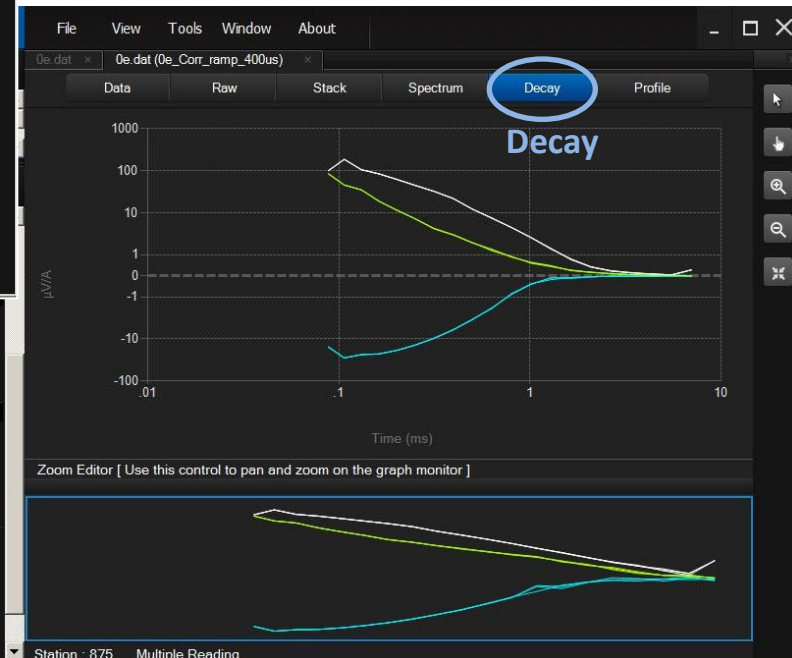 File View Tools Window About
0e.dat × 0e.dat (0e_Corr_ramp_400us) ×
Data Raw Stack Spectrum Decay Profile
Decay
1000
100
10
1
0
-1
-10
-100
µV/A
.01 .1 1 10
Time (ms)
Zoom Editor [ Use this control to pan and zoom on the graph monitor ]
Station : 875 Multiple Reading